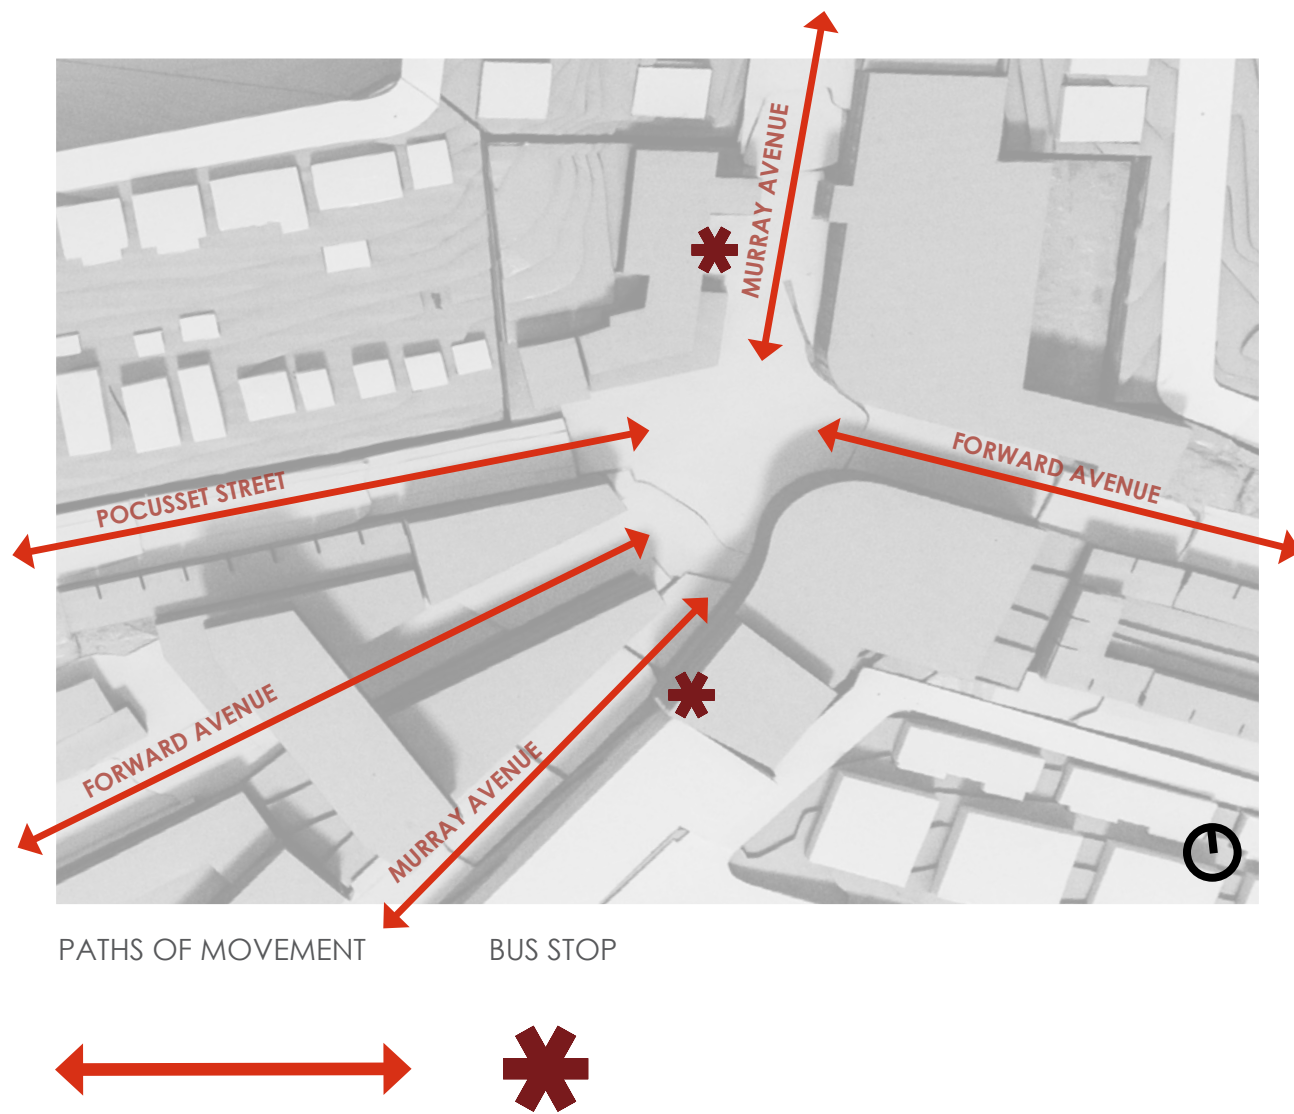 MURRAY AVENUE
FORWARD AVENUE
POCUSSET STREET
FORWARD AVENUE
MURRAY AVENUE
PATHS OF MOVEMENT
BUS STOP